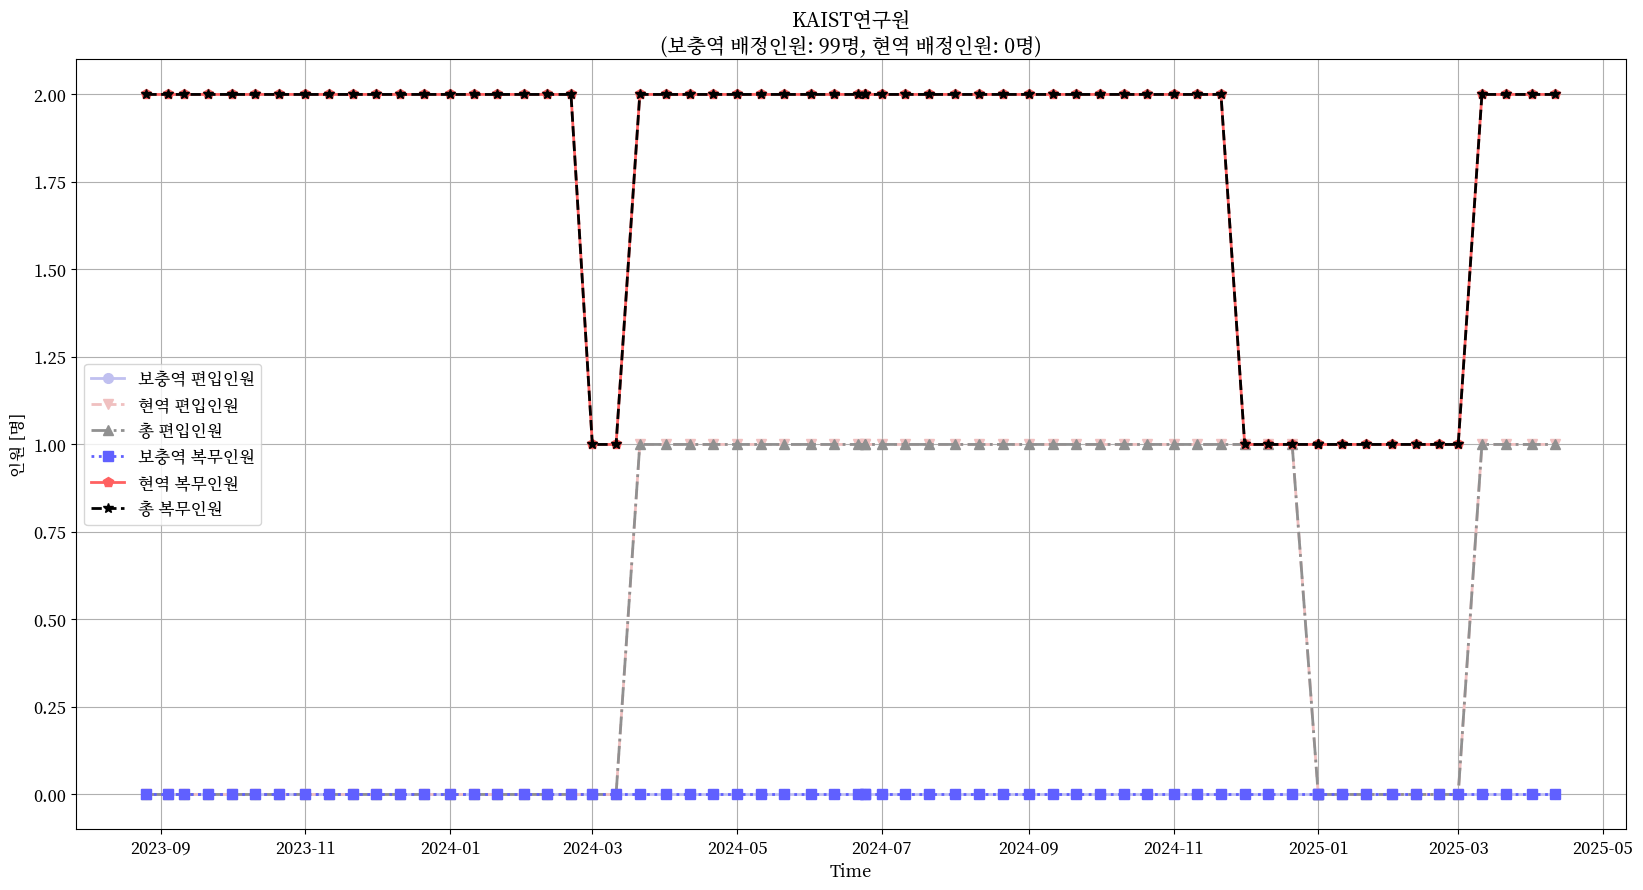 KAIST연구원
(보충역 배정인원: 99명, 현역 배정인원: 0명)
인원 [명]
2.00
1.75
1.50
1.25
1.00
0.75
0.50
0.25
0.00
보충역 편입인원
현역 편입인원
총 편입인원
보충역 복무인원
현역 복무인원
총 복무인원
2023-09 2023-11 2024-01 2024-03 2024-05 2024-07 2024-09 2024-11 2025-01 2025-03 2025-05
Time